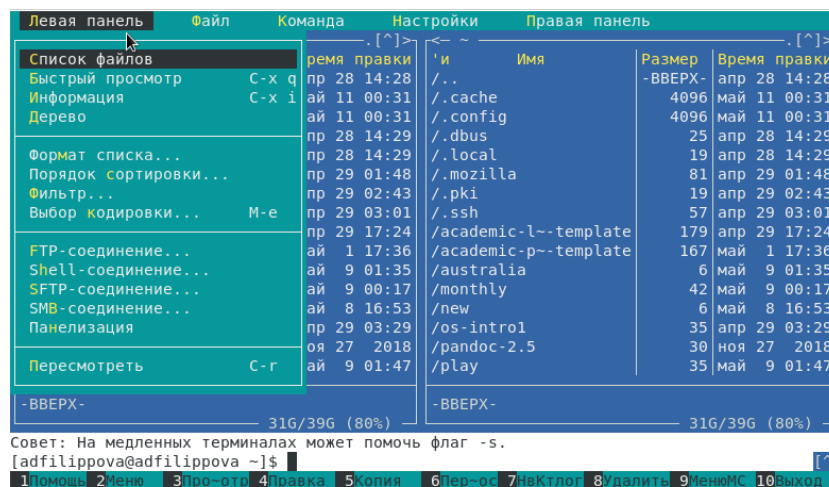 Левая панель Файл Команда Настройки Правая панель
.[^]> <— ~ .[^]>
Список файлов ремя правки 'и Имя Размер Время правки
Быстрый просмотр C-x q пр 28 14:28 /.. -ВВЕРХ- апр 28 14:28
Информация C-x i ай 11 00:31 /.cache 4096 май 11 00:31
Дерево ай 11 00:31 /.config 4096 май 11 00:31
пр 28 14:29 /.dbus 25 апр 28 14:29
Формат списка... пр 28 14:29 /.local 19 апр 28 14:29
Порядок сортировки... пр 29 01:48 /.mozilla 81 апр 29 01:48
Фильтр... пр 29 02:43 /.pki 19 апр 29 02:43
Выбор кодировки... M-e пр 29 03:01 /.ssh 57 апр 29 03:01
пр 29 17:24 /academic-l~-template 179 апр 29 17:24
FTP-соединение... ай 1 17:36 /academic-p~-template 167 май 1 17:36
Shell-соединение... ай 9 01:35 /australia 6 май 9 01:35
SFTP-соединение... ай 9 00:17 /monthly 42 май 9 00:17
SMB-соединение... ай 8 16:53 /new 6 май 8 16:53
Панелизация пр 29 03:29 /os-intro1 35 апр 29 03:29
оя 27 2018 /pandoc-2.5 30 ноя 27 2018
Пересмотреть C-r ай 9 01:47 /play 35 май 9 01:47
-ВВЕРХ- -ВВЕРХ-
31G/39G (80%) 31G/39G (80%)
Совет: На медленных терминалах может помочь флаг -s.
[adfilippova@adfilippova ~]$ [^
1Помощь 2Меню 3Про~отр 4Правка 5Копия 6Пер~ос 7НвКтлог 8Удалить 9МенюМС 10Выход